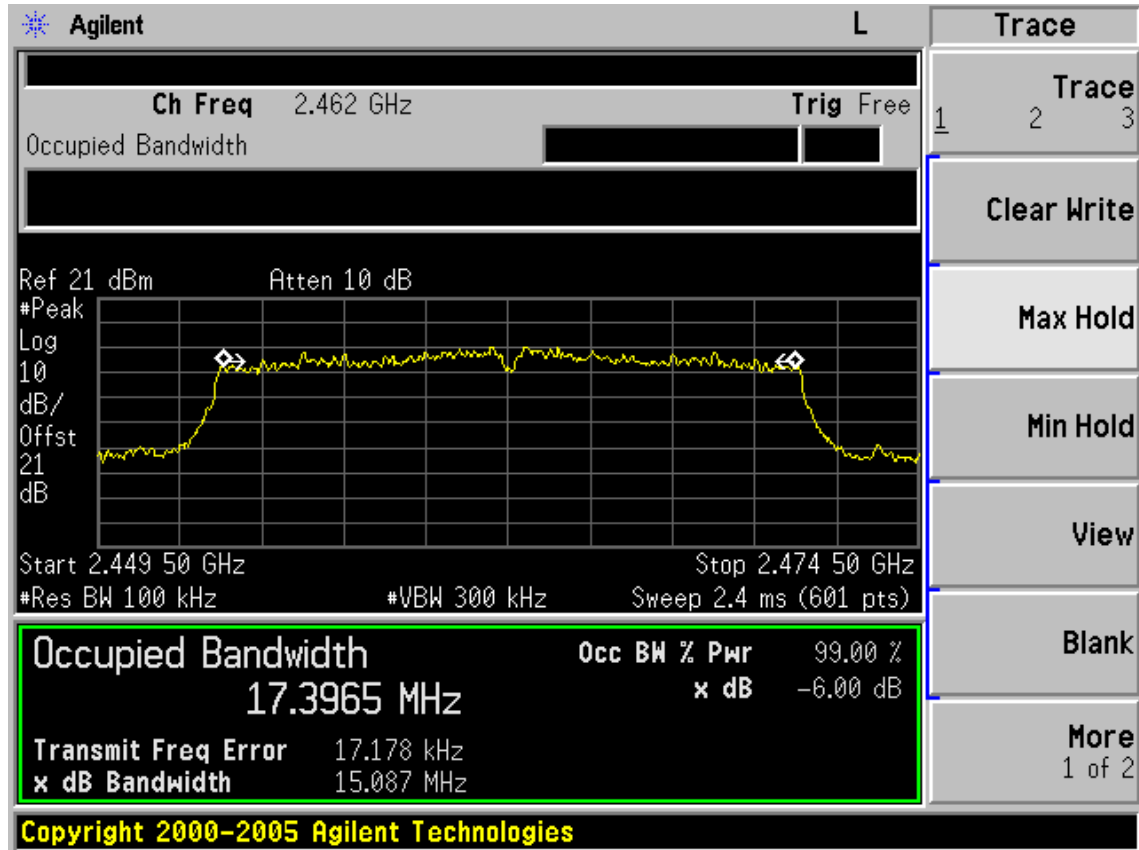 Agilent L Trace
Ch Freq 2.462 GHz Trig Free
Occupied Bandwidth
Trace
1 2 3
Clear Write
Max Hold
Min Hold
View
Blank
More
1 of 2
Ref 21 dBm Atten 10 dB
#Peak
Log
10
dB/
Offst
21
dB
Start 2.449 50 GHz Stop 2.474 50 GHz
#Res BW 100 kHz #VBW 300 kHz Sweep 2.4 ms (601 pts)
Occupied Bandwidth Occ BW % Pwr 99.00 %
17.3965 MHz x dB -6.00 dB
Transmit Freq Error 17.178 kHz
x dB Bandwidth 15.087 MHz
Copyright 2000-2005 Agilent Technologies